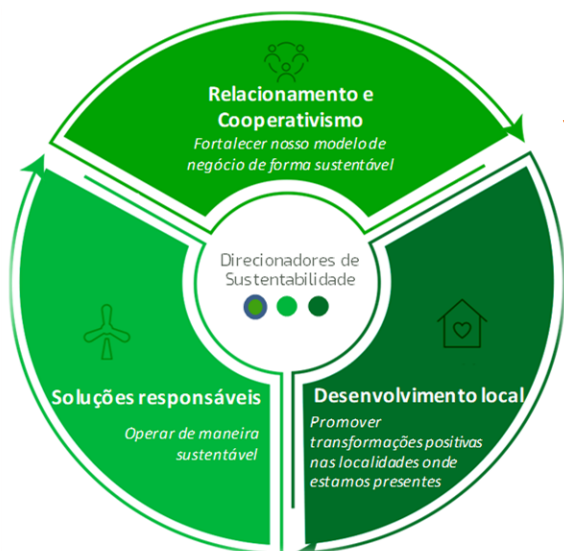 Relacionamento e
Cooperativismo
Fortalecer nosso modelo de
negócio de forma sustentável
Direcionadores de
Sustentabilidade
Soluções responsáveis
Operar de maneira
sustentável
Desenvolvimento local
Promover
transformações positivas
nas localidades onde
estamos presentes